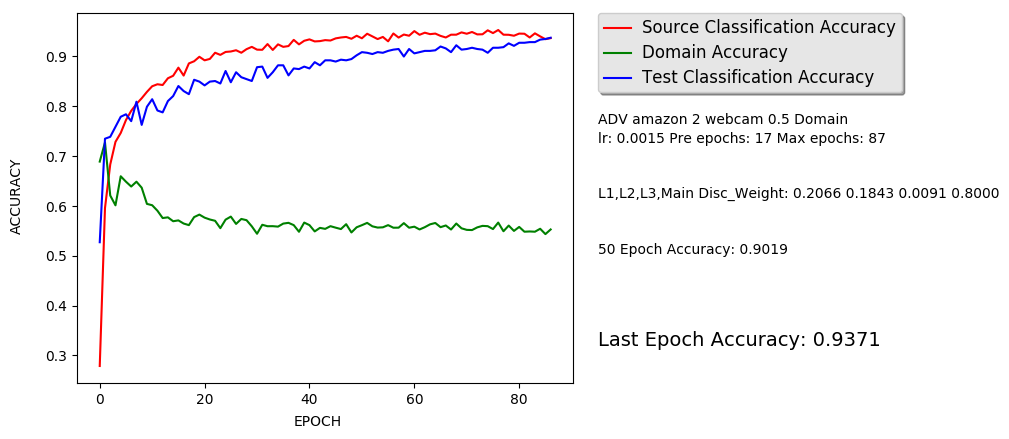 ACCURACY
0.9
0.8
0.7
0.6
0.5
0.4
0.3
0 20 40 60 80
EPOCH
Source Classification Accuracy
Domain Accuracy
Test Classification Accuracy
ADV amazon 2 webcam 0.5 Domain
lr: 0.0015 Pre epochs: 17 Max epochs: 87
L1,L2,L3,Main Disc_Weight: 0.2066 0.1843 0.0091 0.8000
50 Epoch Accuracy: 0.9019
Last Epoch Accuracy: 0.9371